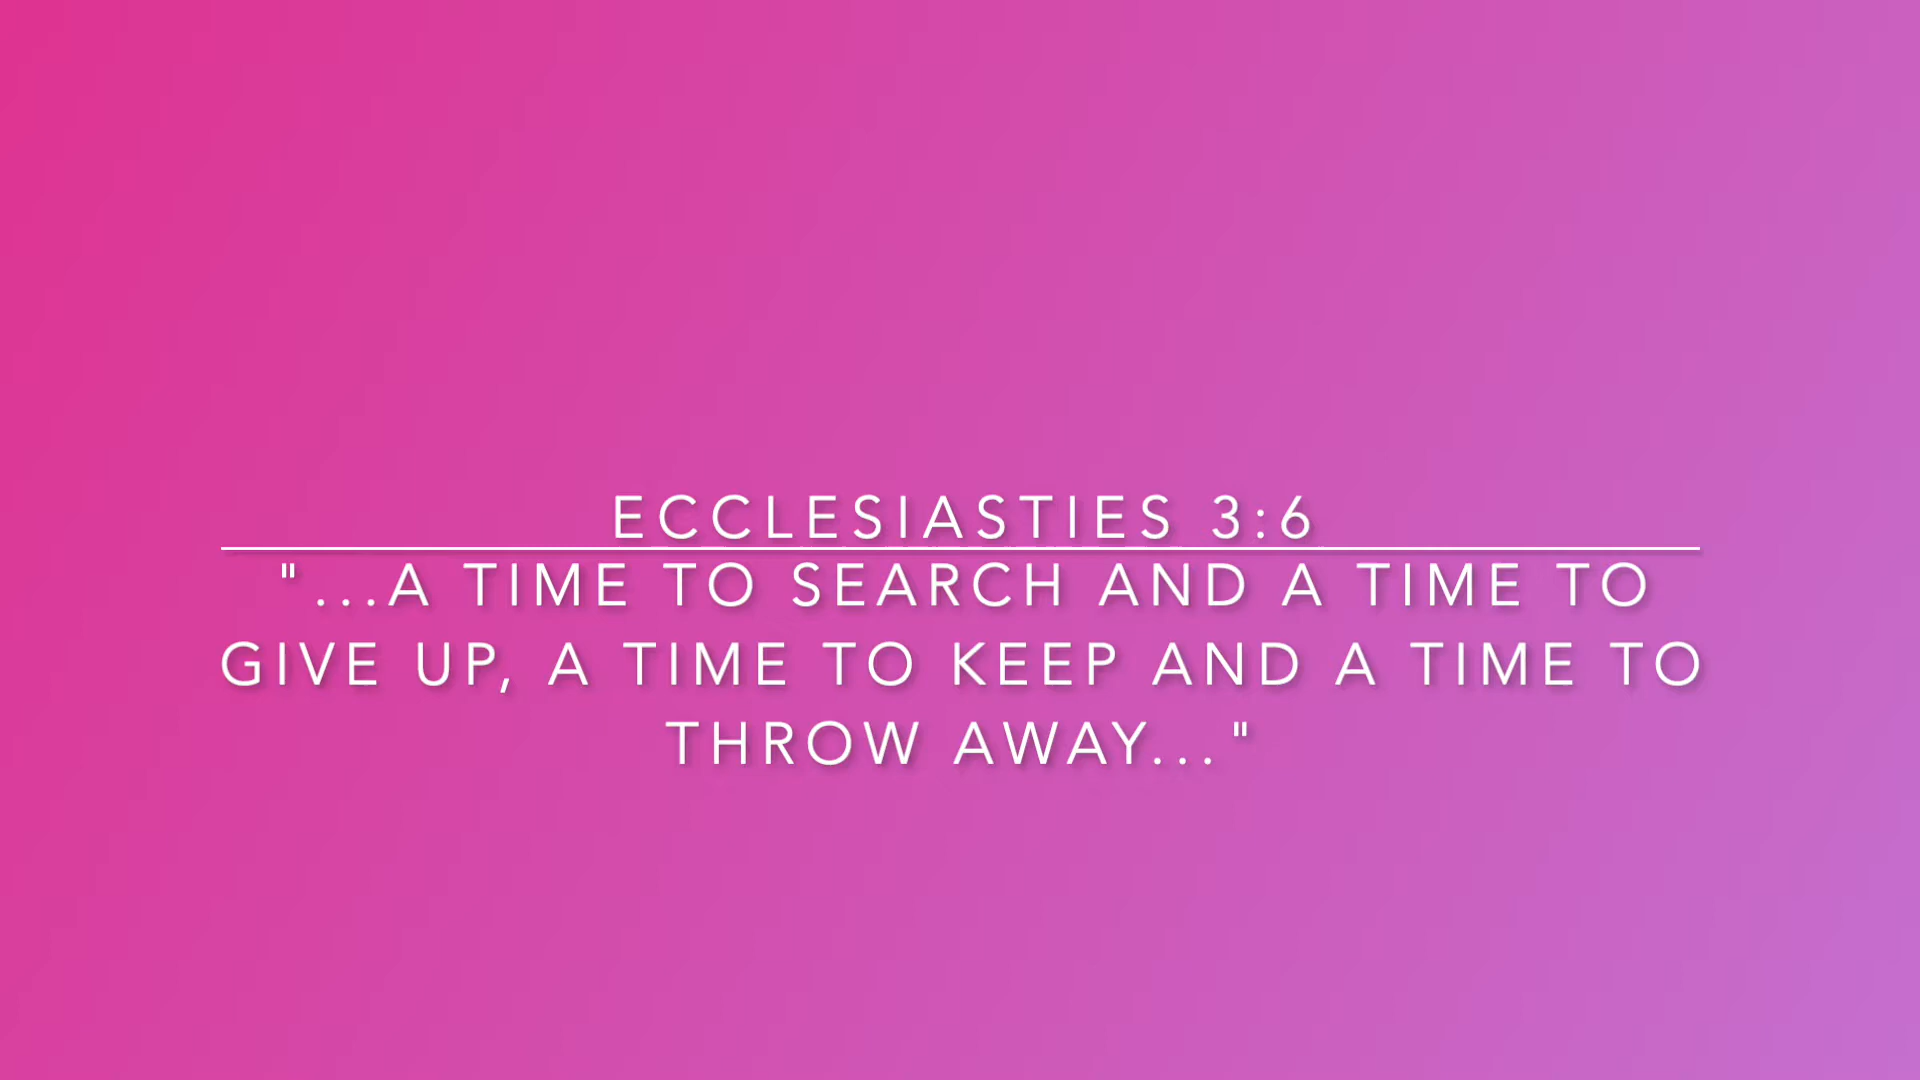 ECCLESIASTIES 3:6
"...A TIME TO SEARCH AND A TIME TO
GIVE UP, A TIME TO KEEP AND A TIME TO
THROW AWAY..."